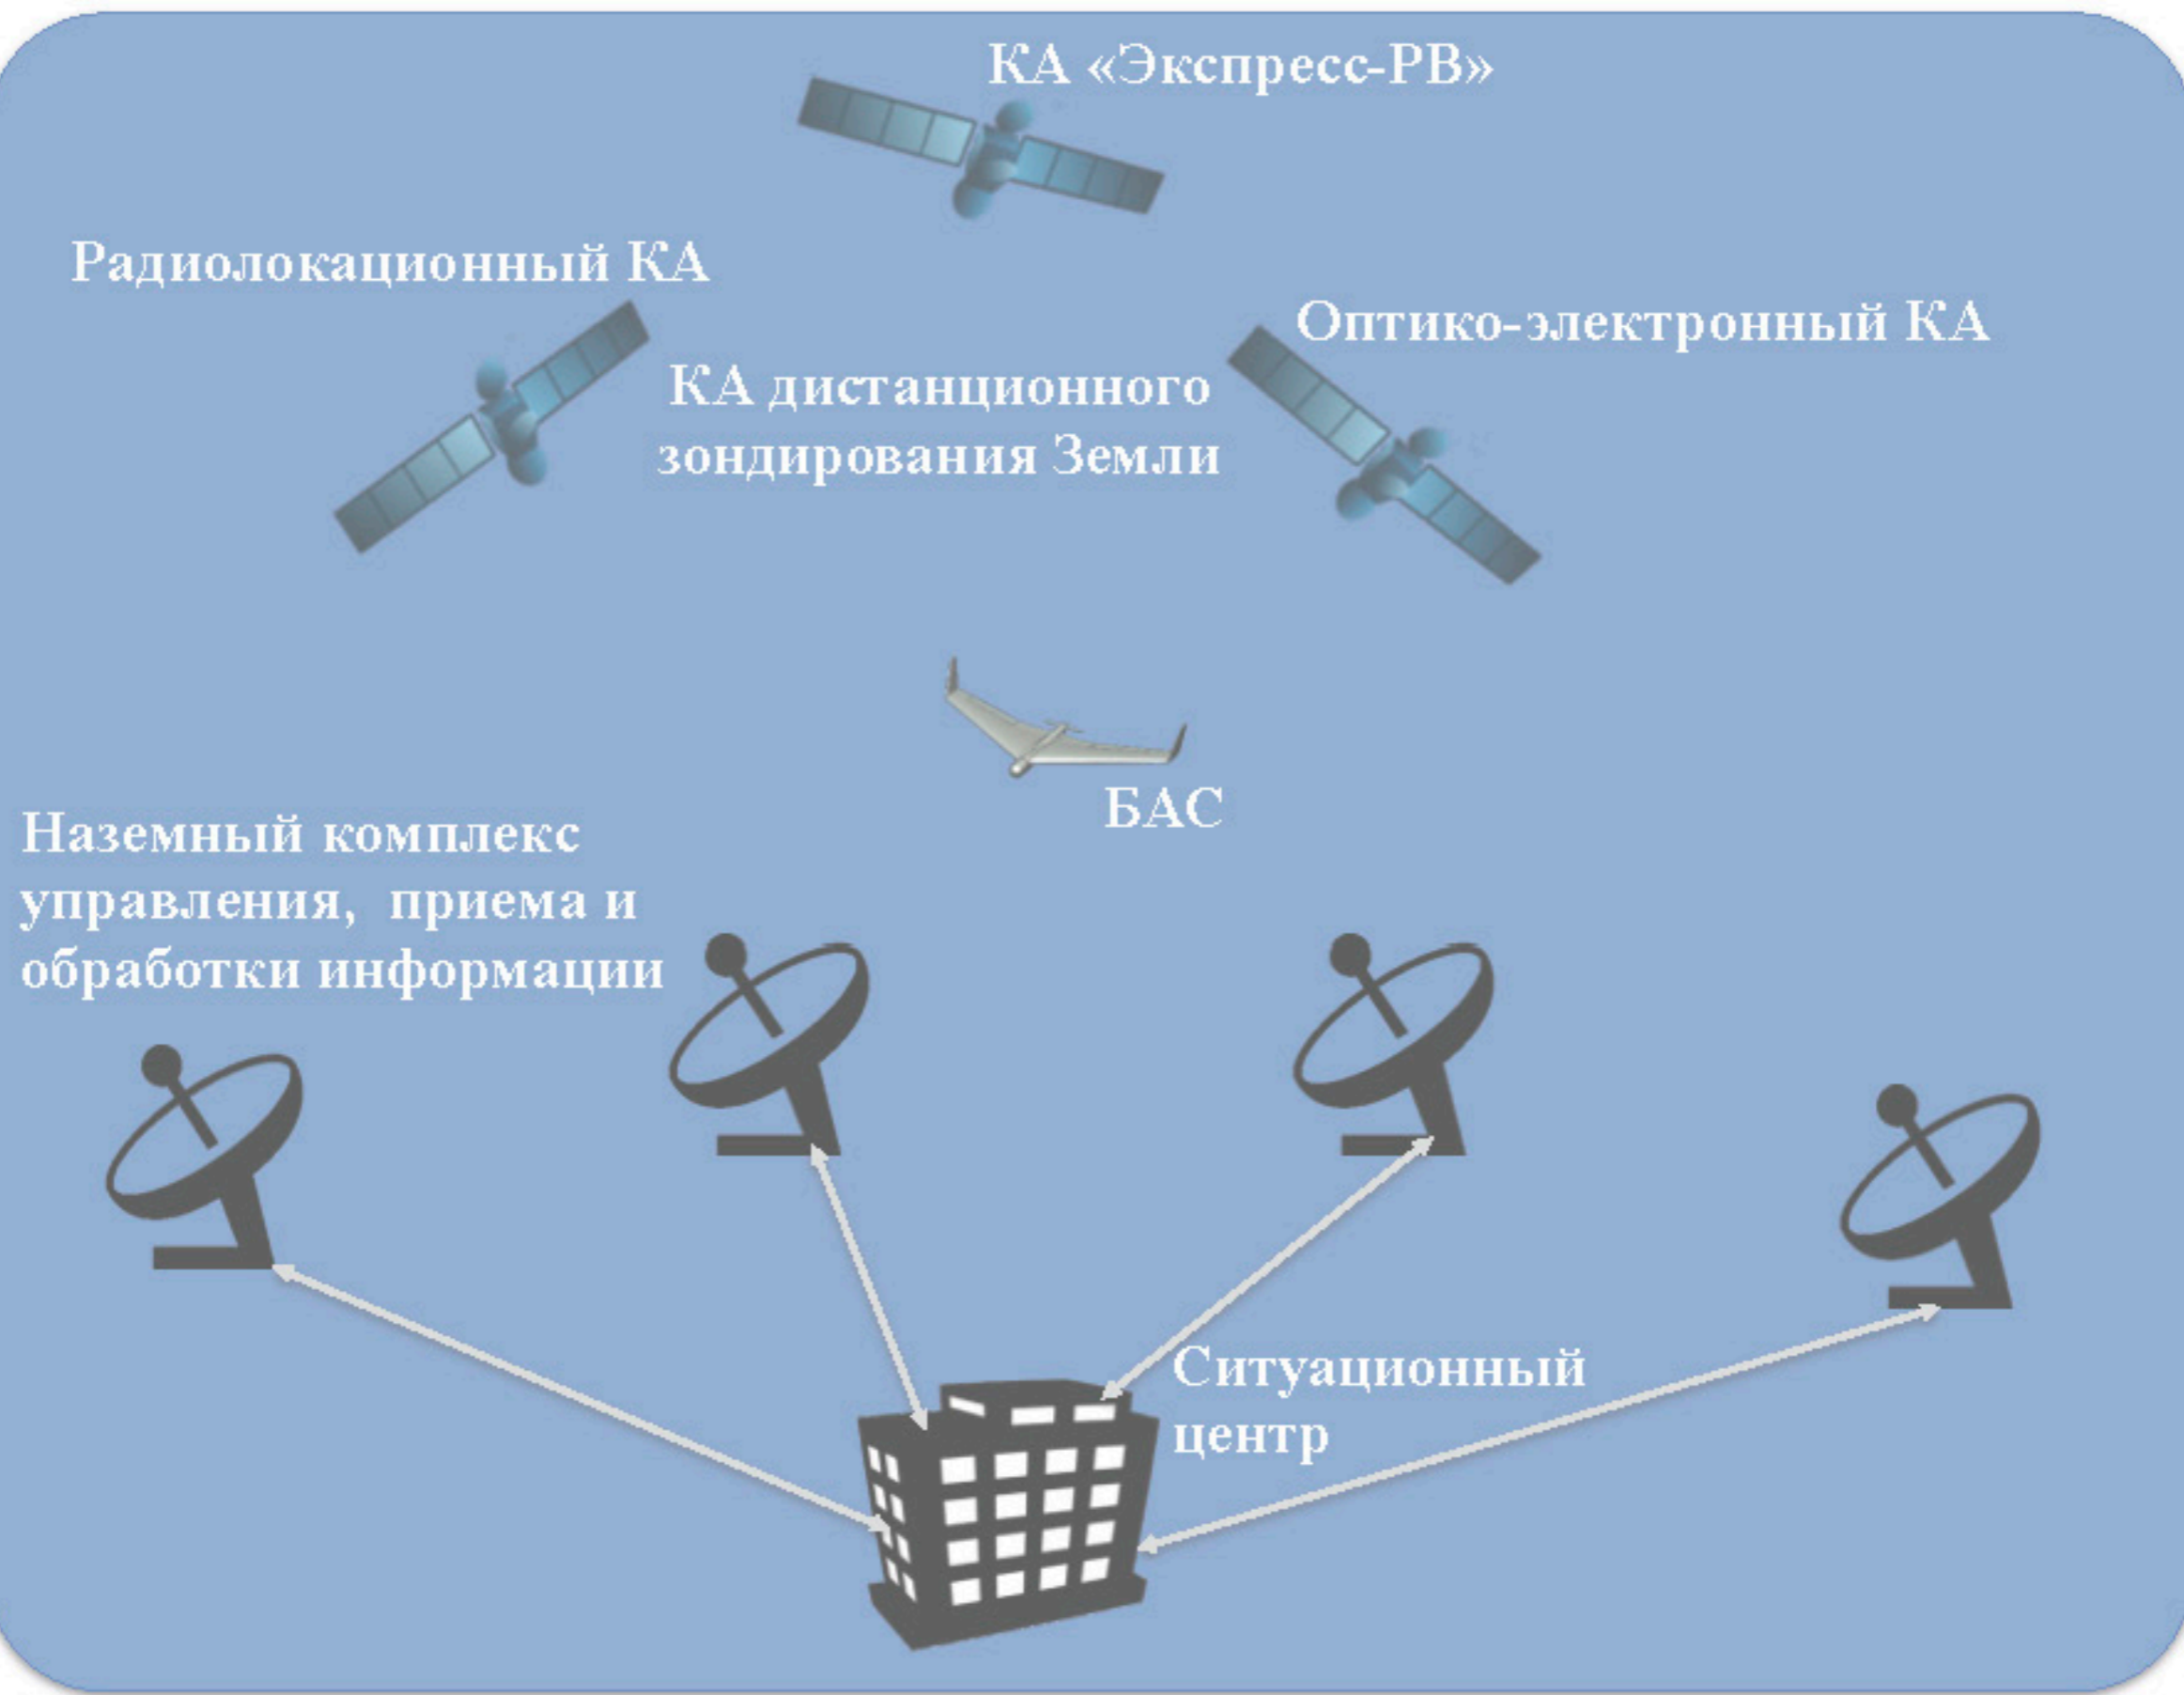 КА «Экспресс-РВ»
Радиолокационный КА
Оптико-электронный КА
КА дистанционного
зондирования Земли
БАС
Наземный комплекс
управления, приема и
обработки информации
Ситуационный
центр